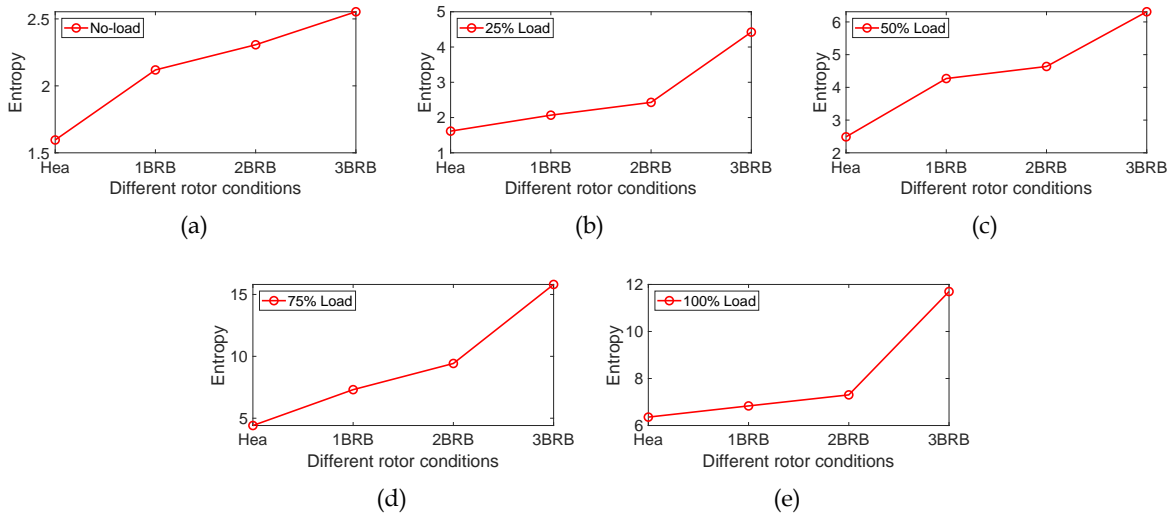 2.5
2
1.5
Entropy
No-load
Hea 1BRB 2BRB 3BRB
Different rotor conditions
(a)
5
4
3
2
1
Entropy
25% Load
Hea 1BRB 2BRB 3BRB
Different rotor conditions
(b)
6
5
4
3
2
Entropy
50% Load
Hea 1BRB 2BRB 3BRB
Different rotor conditions
(c)
15
10
5
Entropy
75% Load
Hea 1BRB 2BRB 3BRB
Different rotor conditions
(d)
12
10
8
6
Entropy
100% Load
Hea 1BRB 2BRB 3BRB
Different rotor conditions
(e)